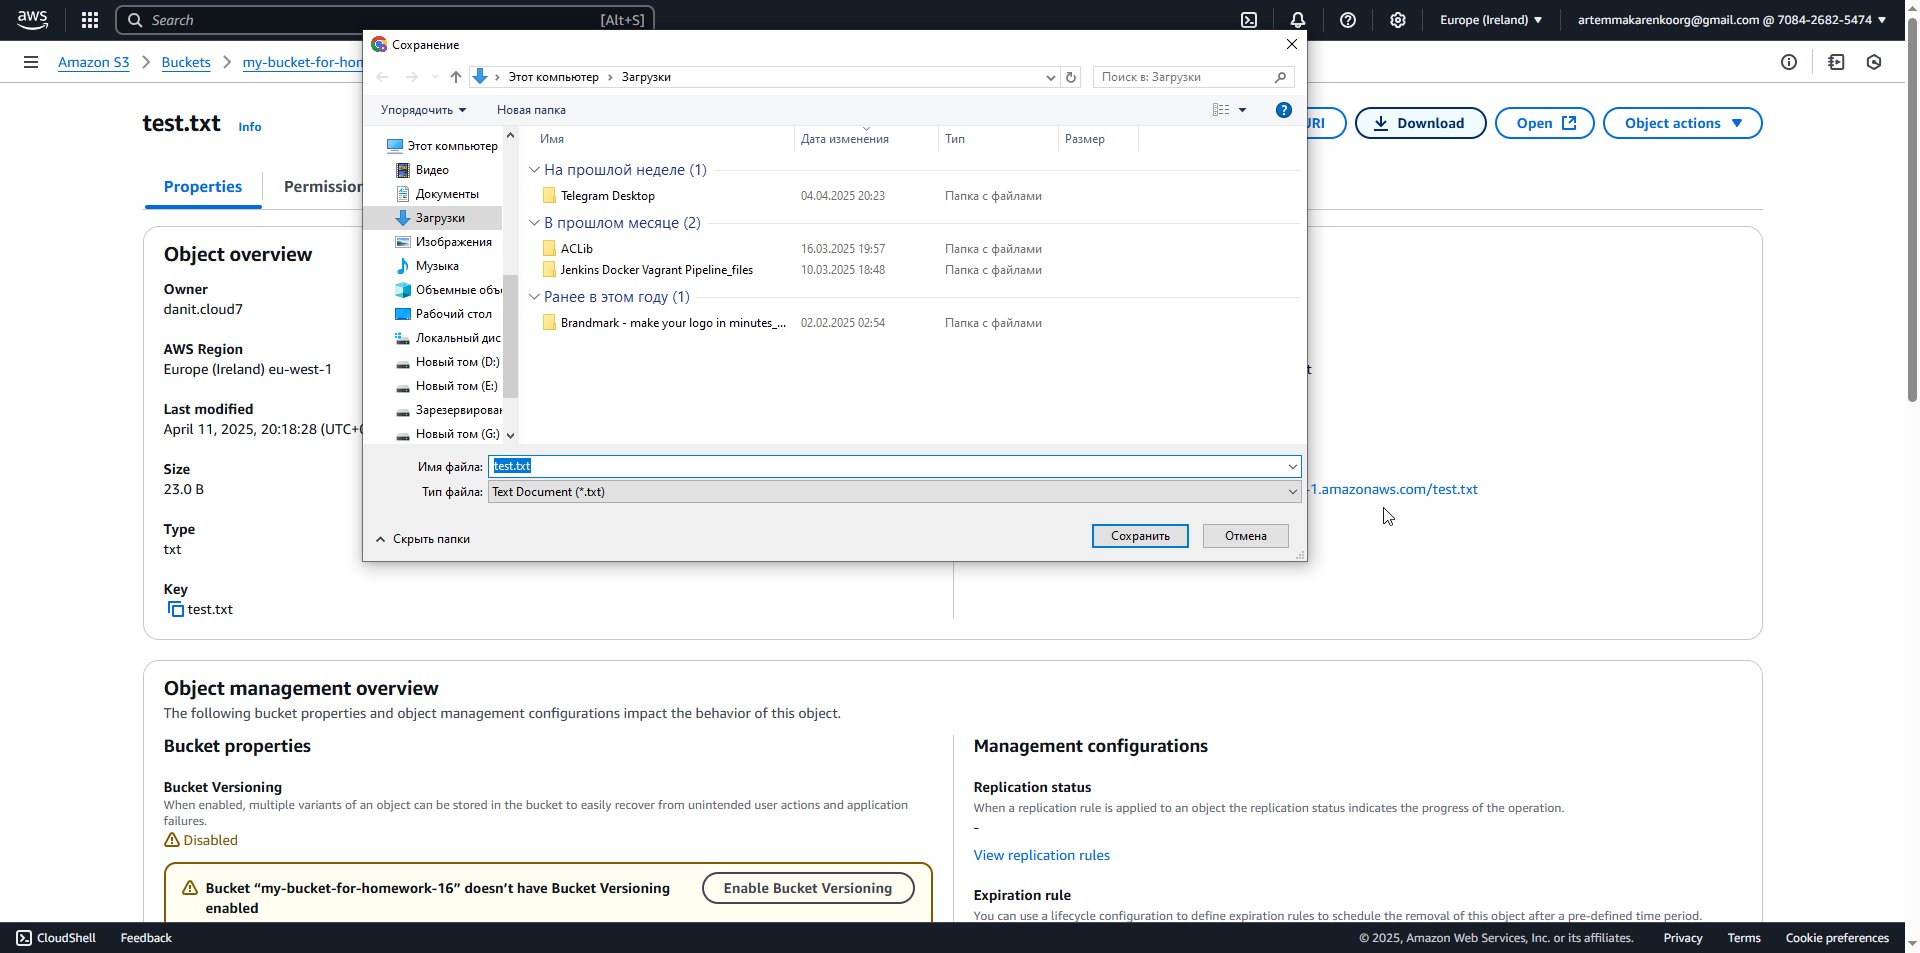 aws
Search
[Alt+S]
Europe (Ireland)
artemmakarenkoorg@gmail.com @ 7084-2682-5474
Amazon S3
Buckets
my-bucket-for-hom
test.txt
Info
URI
Download
Open
Object actions
Properties
Permission
Сохранение
Этот компьютер
Загрузки
Поиск в: Загрузки
Упорядочить
Новая папка
Этот компьютер
Видео
Документы
Загрузки
Изображения
Музыка
Объемные объе
Рабочий стол
Локальный дис
Новый том (D:)
Новый том (E:)
Зарезервирован
Новый том (G:)
Имя
Дата изменения
Тип
Размер
На прошлой неделе (1)
Telegram Desktop 04.04.2025 20:23 Папка с файлами
В прошлом месяце (2)
ACLib 16.03.2025 19:57 Папка с файлами
Jenkins Docker Vagrant Pipeline_files 10.03.2025 18:48 Папка с файлами
Ранее в этом году (1)
Brandmark - make your logo in minutes_... 02.02.2025 02:54 Папка с файлами
Имя файла: test.txt
Тип файла: Text Document (*.txt)
Скрыть папки
Сохранить
Отмена
Object overview
Owner
danit.cloud7
AWS Region
Europe (Ireland) eu-west-1
Last modified
April 11, 2025, 20:18:28 (UTC+0
Size
23.0 B
Type
txt
Key
test.txt
t
-1.amazonaws.com/test.txt
Object management overview
The following bucket properties and object management configurations impact the behavior of this object.
Bucket properties
Bucket Versioning
When enabled, multiple variants of an object can be stored in the bucket to easily recover from unintended user actions and application
failures.
Disabled
Bucket “my-bucket-for-homework-16” doesn’t have Bucket Versioning
enabled
Enable Bucket Versioning
Management configurations
Replication status
When a replication rule is applied to an object the replication status indicates the progress of the operation.
-
View replication rules
Expiration rule
You can use a lifecycle configuration to define expiration rules to schedule the removal of this object after a pre-defined time period.
CloudShell
Feedback
© 2025, Amazon Web Services, Inc. or its affiliates.
Privacy
Terms
Cookie preferences